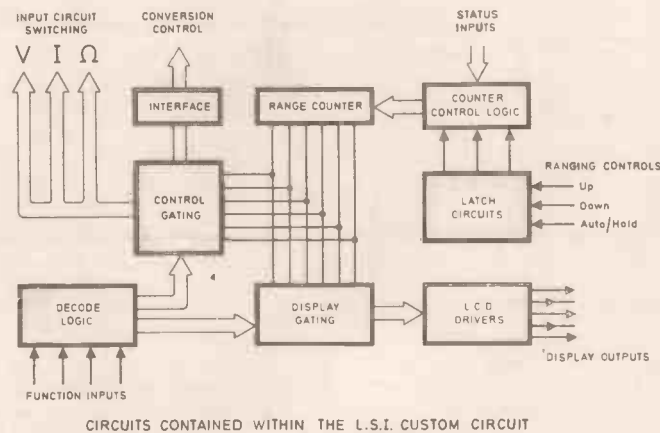 INPUT CIRCUIT
SWITCHING
V I Ω
CONVERSION
CONTROL
STATUS
INPUTS
INTERFACE
RANGE COUNTER
COUNTER
CONTROL LOGIC
CONTROL
GATING
LATCH
CIRCUITS
RANGING CONTROLS
Up
Down
Auto/Hold
DECODE
LOGIC
DISPLAY
GATING
L C D
DRIVERS
DISPLAY OUTPUTS
FUNCTION INPUTS
CIRCUITS CONTAINED WITHIN THE L.S.I. CUSTOM CIRCUIT